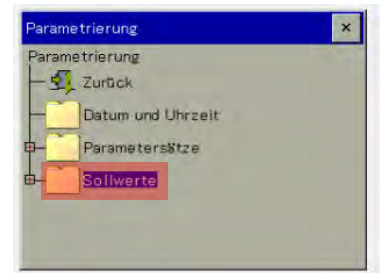 Parametrierung
Parametrierung
Zurück
Datum und Uhrzeit
Parametersätze
Sollwerte